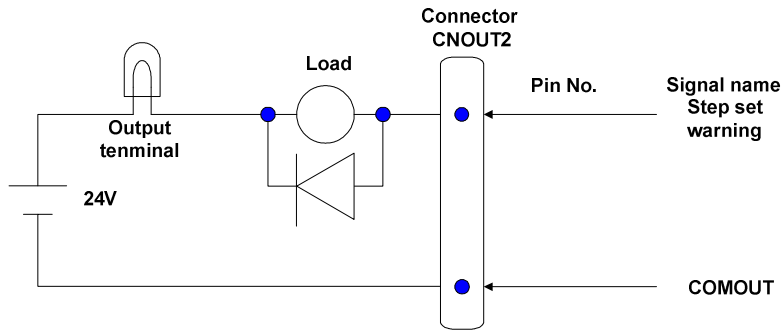 Connector
CNOUT2
Load
Pin No.
Signal name
Step set
warning
Output
tenminal
24V
COMOUT